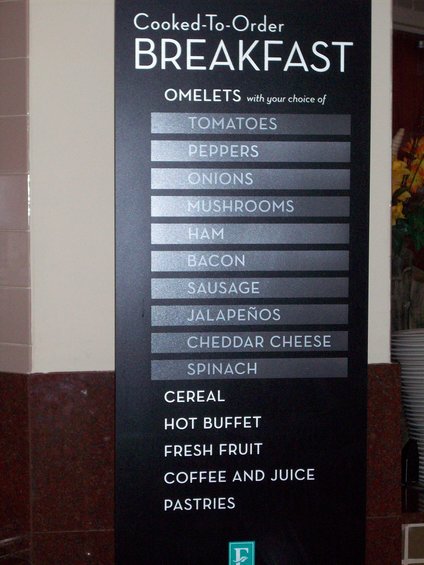 Cooked-To-Order
BREAKFAST
OMELETS with your choice of
TOMATOES
PEPPERS
ONIONS
MUSHROOMS
HAM
BACON
SAUSAGE
JALAPEÑOS
CHEDDAR CHEESE
SPINACH
CEREAL
HOT BUFFET
FRESH FRUIT
COFFEE AND JUICE
PASTRIES
E